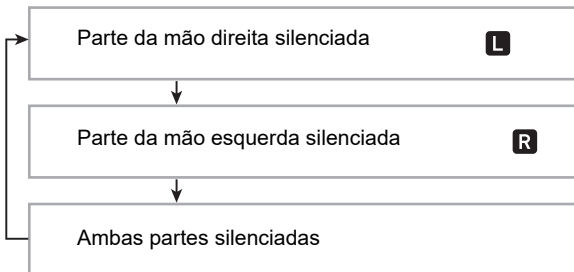 Parte da mão direita silenciada L
Parte da mão esquerda silenciada R
Ambas partes silenciadas